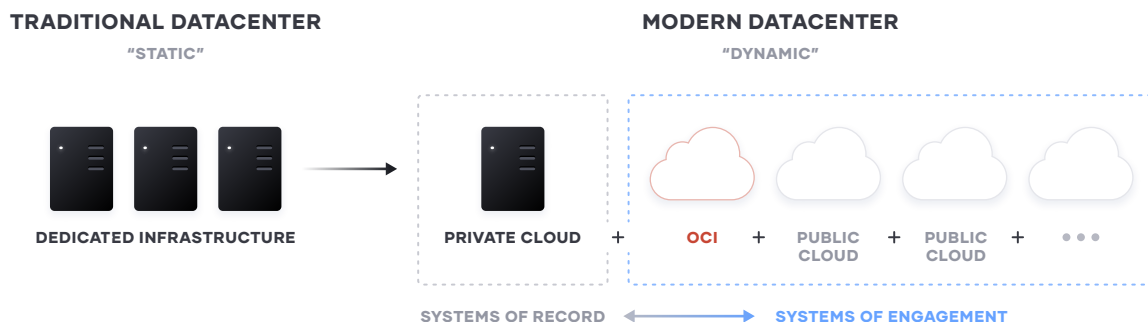 TRADITIONAL DATACENTER
“STATIC”
MODERN DATACENTER
“DYNAMIC”
DEDICATED INFRASTRUCTURE
PRIVATE CLOUD
+
OCI
+
PUBLIC
CLOUD
+
PUBLIC
CLOUD
+
SYSTEMS OF RECORD
SYSTEMS OF ENGAGEMENT